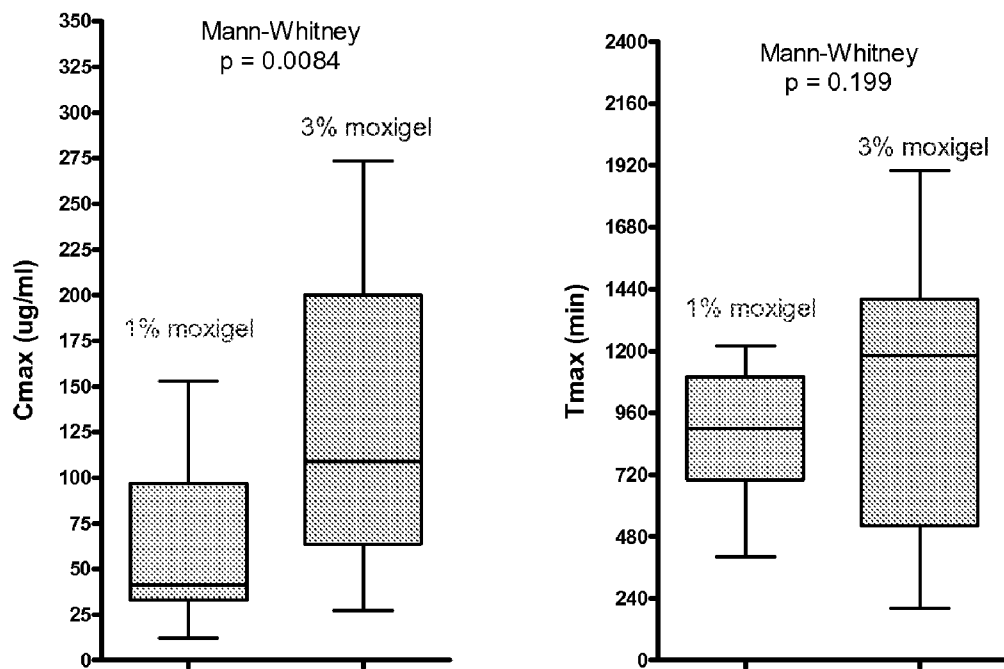 Mann-Whitney
p = 0.0084
3% moxigel
1% moxigel
Cmax (ug/ml)
350
325
300
275
250
225
200
175
150
125
100
75
50
25
0
Mann-Whitney
p = 0.199
3% moxigel
1% moxigel
Tmax (min)
2400
2160
1920
1680
1440
1200
960
720
480
240
0